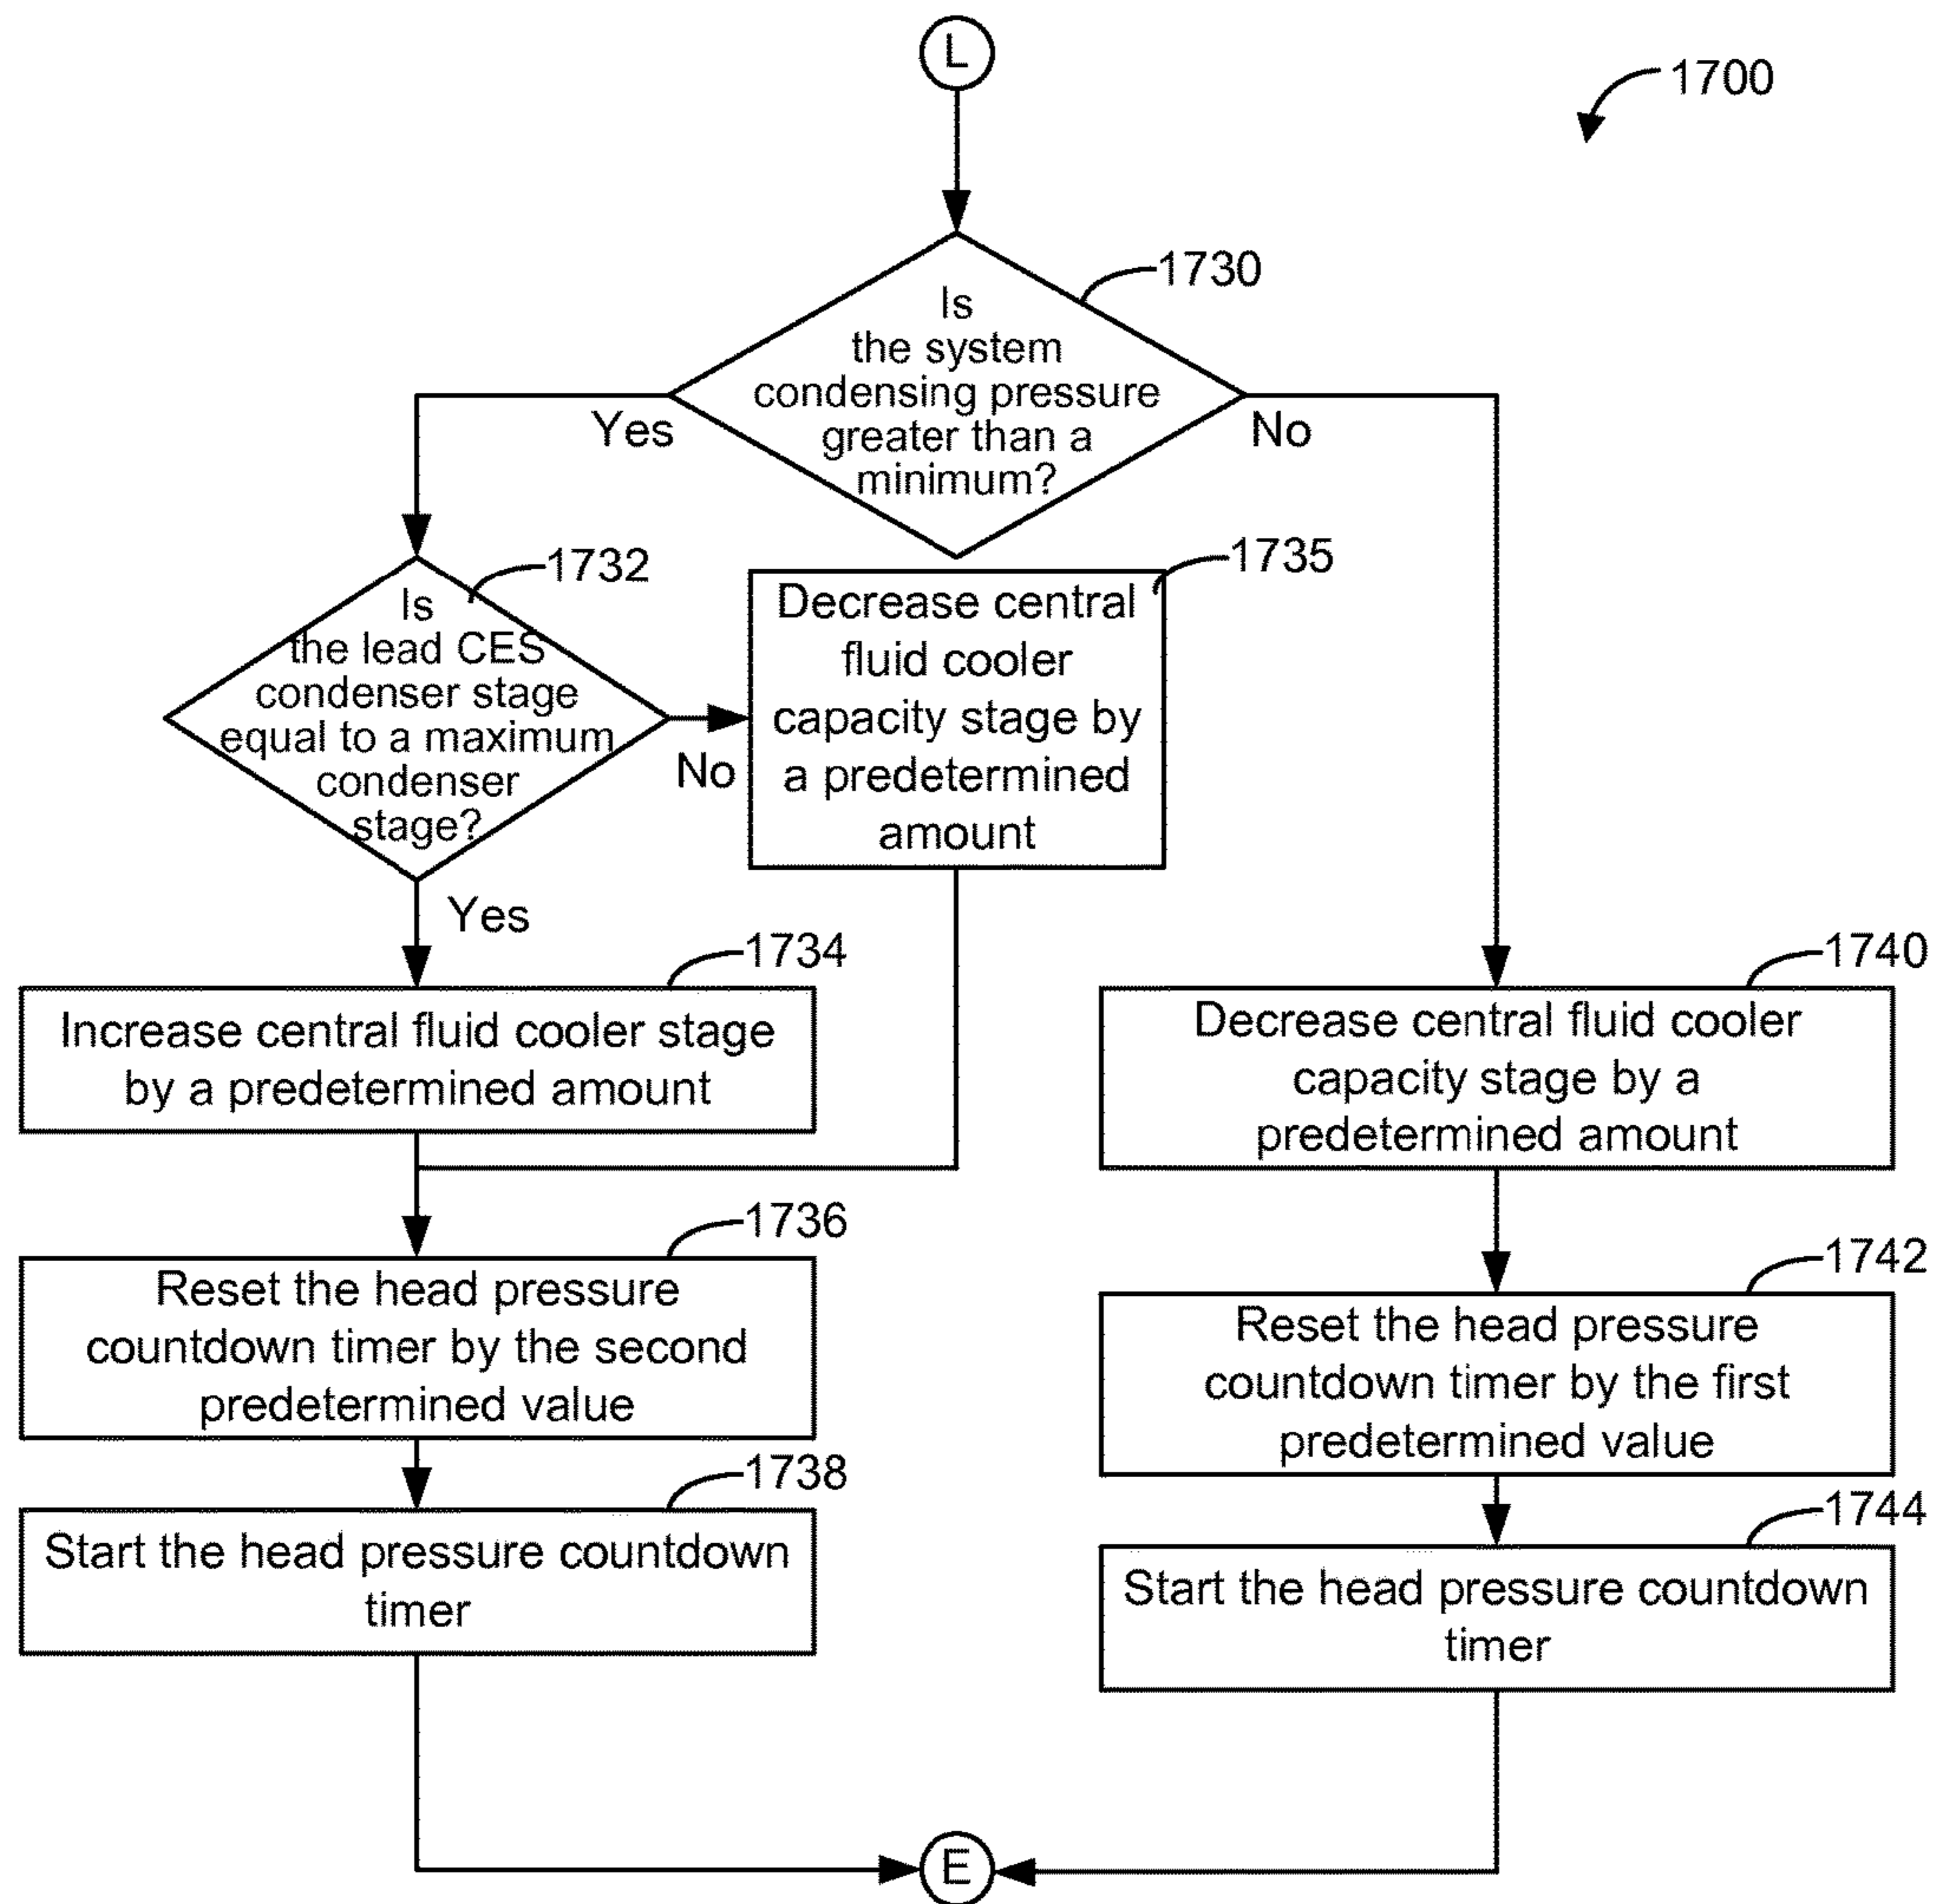 L
1700
1730
Is
the system
condensing pressure
greater than a
minimum?
Yes
No
1732
Is
the lead CES
condenser stage
equal to a maximum
condenser
stage?
No
Yes
1735
Decrease central
fluid cooler
capacity stage by
a predetermined
amount
1734
Increase central fluid cooler stage
by a predetermined amount
1740
Decrease central fluid cooler
capacity stage by a
predetermined amount
1736
Reset the head pressure
countdown timer by the second
predetermined value
1742
Reset the head pressure
countdown timer by the first
predetermined value
1738
Start the head pressure countdown
timer
1744
Start the head pressure countdown
timer
E